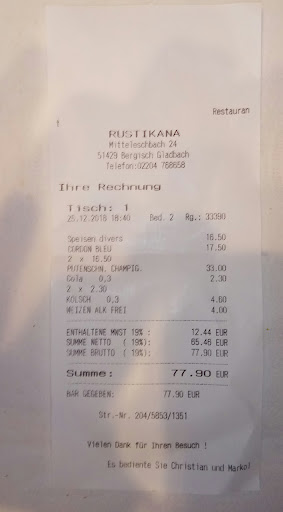 Restauran
RUSTIKANA
Mitteleschbach 24
51429 Bergisch Gladbach
Telefon:02204 768658
Ihre Rechnung
Tisch: 1
25.12.2018 18:40 Bed. 2 Rg.: 33390
Speisen divers 16.50
CORDON BLEU 17.50
2 x 16.50
PUTENSCHN. CHAMPIG. 33.00
Cola 0,3 2.30
2 x 2.30
KÖLSCH 0,3 4.60
WEIZEN ALK FREI 4.00
ENTHALTENE MWST 19% : 12.44 EUR
SUMME NETTO ( 19%): 65.46 EUR
SUMME BRUTTO ( 19%): 77.90 EUR
Summe: 77.90 EUR
BAR GEGEBEN: 77.90 EUR
Str.-Nr. 204/5853/1351
Vielen Dank für Ihren Besuch !
Es bediente Sie Christian und Marko!